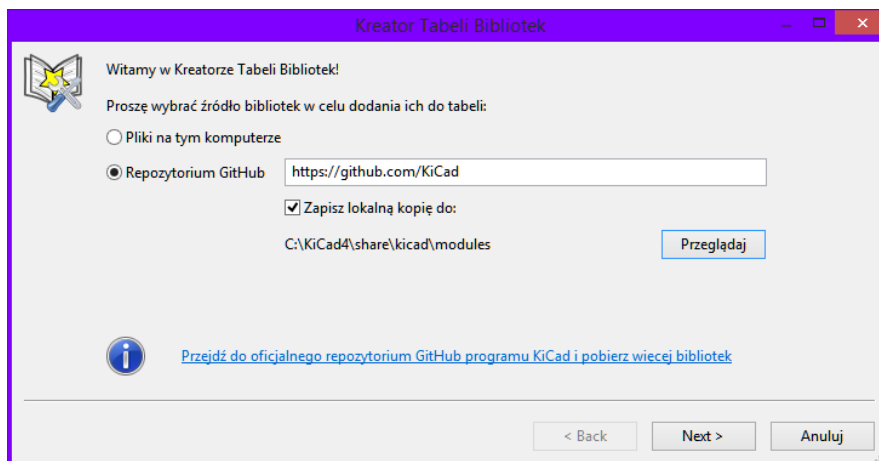 Kreator Tabeli Bibliotek
Witamy w Kreatorze Tabeli Bibliotek!
Proszę wybrać źródło bibliotek w celu dodania ich do tabeli:
Pliki na tym komputerze
Repozytorium GitHub https://github.com/KiCad
Zapisz lokalną kopię do:
C:\KiCad4\share\kicad\modules Przeglądaj
Przejdź do oficjalnego repozytorium GitHub programu KiCad i pobierz wiecej bibliotek
< Back Next > Anuluj